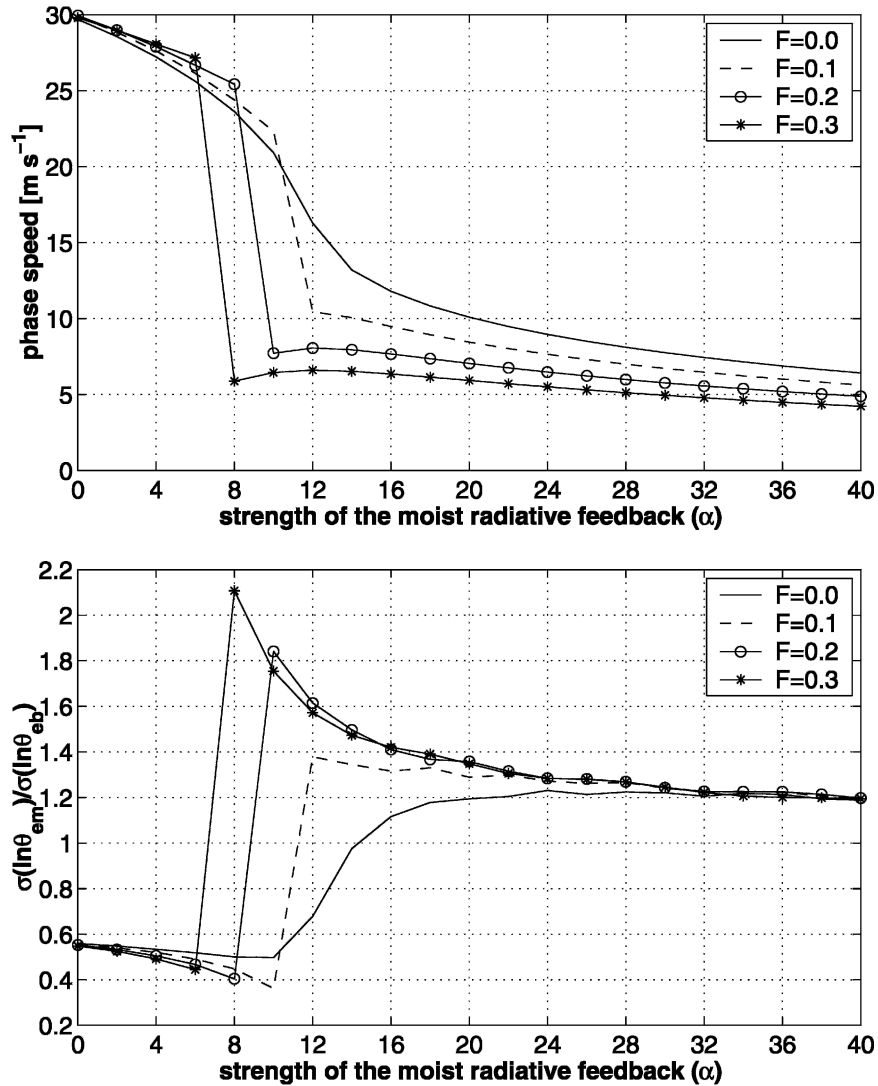 30
25
20
15
10
5
0
phase speed [m s⁻¹]
F=0.0
F=0.1
F=0.2
F=0.3
0 4 8 12 16 20 24 28 32 36 40
strength of the moist radiative feedback (α)
2.2
2
1.8
1.6
1.4
1.2
1
0.8
0.6
0.4
0.2
σ(lnθem)/σ(lnθeb)
F=0.0
F=0.1
F=0.2
F=0.3
0 4 8 12 16 20 24 28 32 36 40
strength of the moist radiative feedback (α)